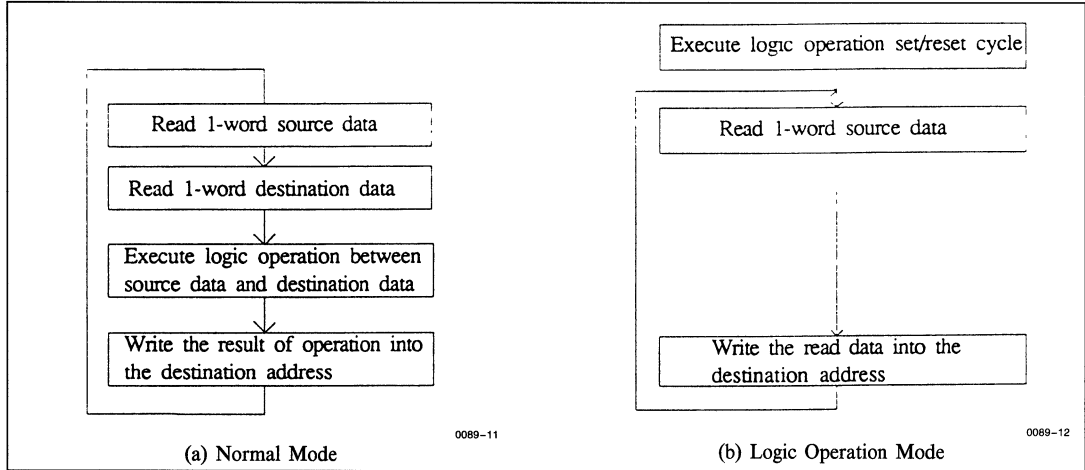 Read 1-word source data
Read 1-word destination data
Execute logic operation between
source data and destination data
Write the result of operation into
the destination address
0089-11
(a) Normal Mode
Execute logic operation set/reset cycle
Read 1-word source data
Write the read data into the
destination address
0089-12
(b) Logic Operation Mode